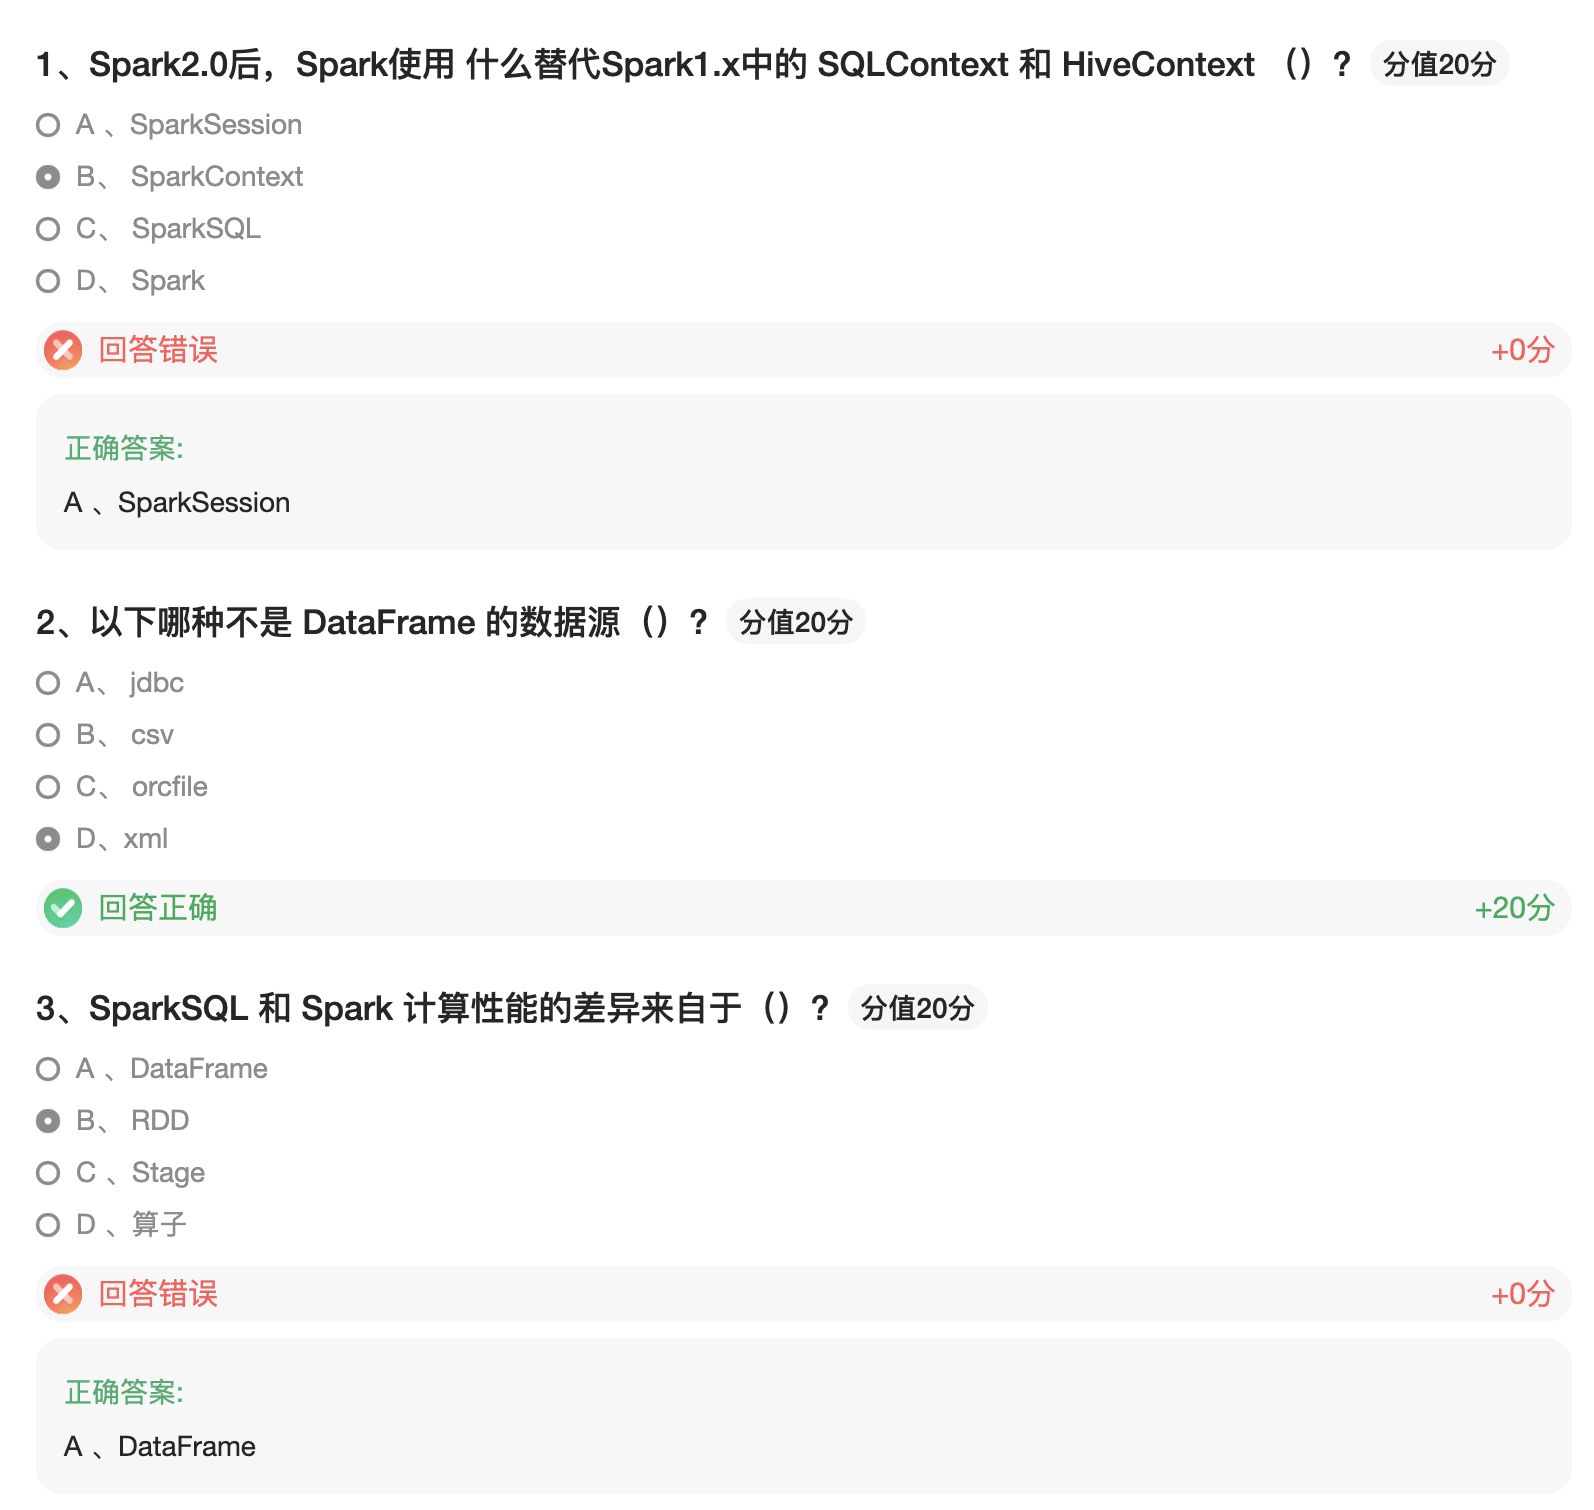 1、Spark2.0后，Spark使用 什么替代Spark1.x中的 SQLContext 和 HiveContext （）? 分值20分
A 、SparkSession
B、 SparkContext
C、 SparkSQL
D、 Spark
回答错误 +0分
正确答案:
A 、SparkSession
2、以下哪种不是 DataFrame 的数据源（）? 分值20分
A、 jdbc
B、 csv
C、 orcfile
D、xml
回答正确 +20分
3、SparkSQL 和 Spark 计算性能的差异来自于（）? 分值20分
A 、DataFrame
B、 RDD
C 、Stage
D 、算子
回答错误 +0分
正确答案:
A 、DataFrame